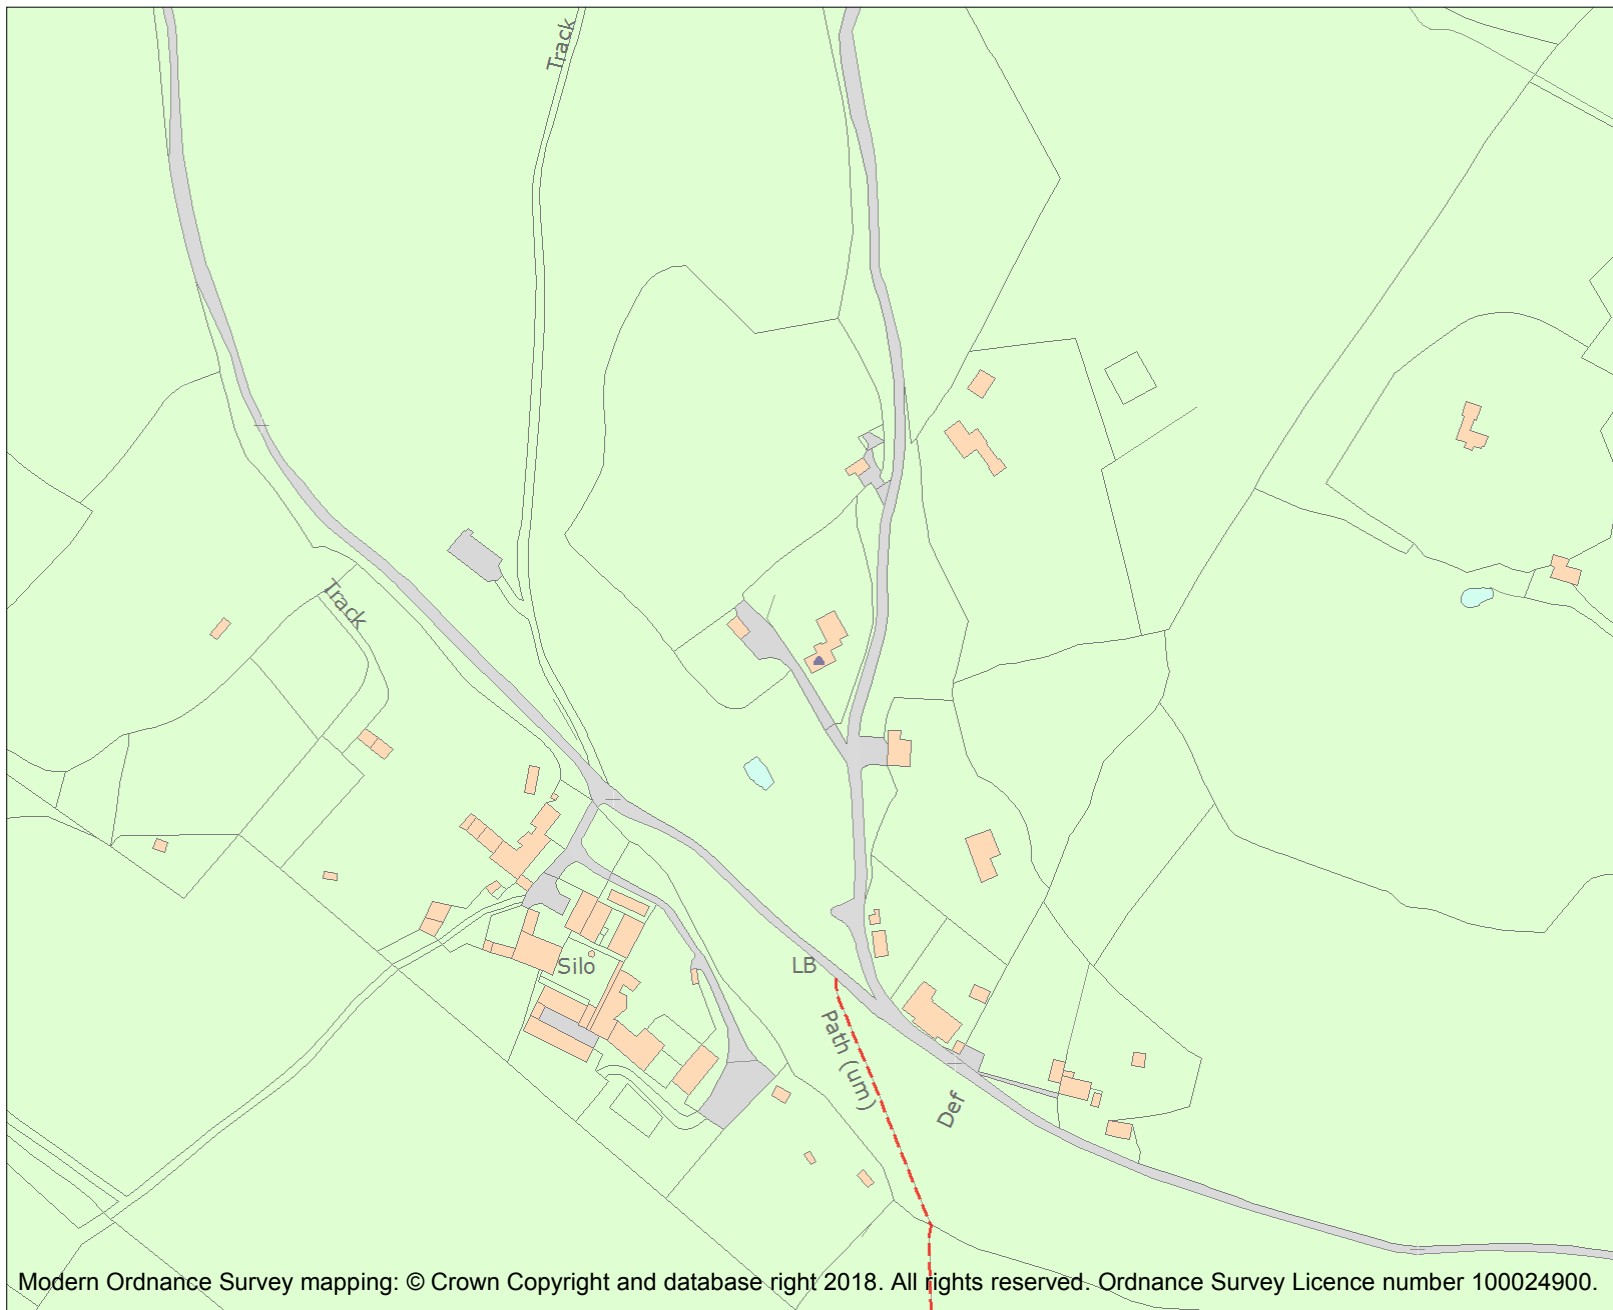 Track
Track
Silo
LB
Path (um)
Def
Modern Ordnance Survey mapping: © Crown Copyright and database right 2018. All rights reserved. Ordnance Survey Licence number 100024900.